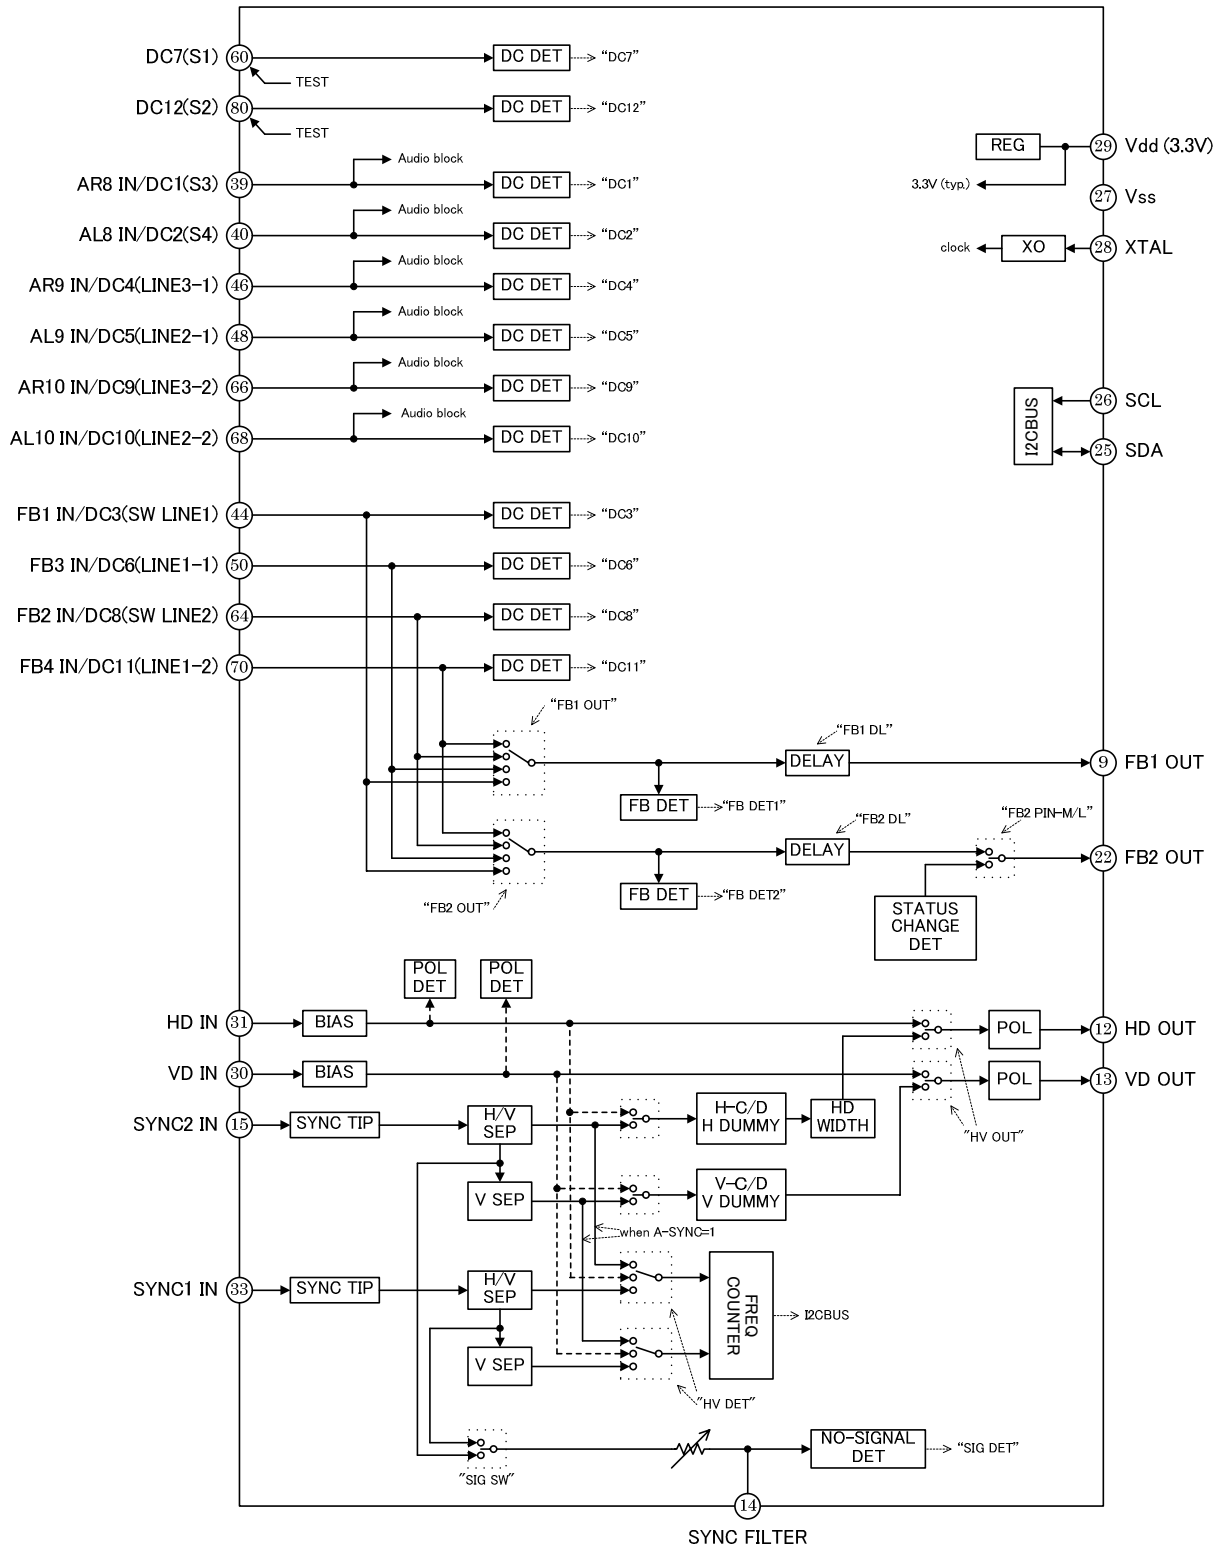 DC7(S1) 60 DC DET “DC7”
TEST
DC12(S2) 80 DC DET “DC12”
TEST
REG 29 Vdd (3.3V)
Audio block
AR8 IN/DC1(S3) 39 DC DET “DC1”
3.3V (typ.)
27 Vss
Audio block
AL8 IN/DC2(S4) 40 DC DET “DC2”
clock XO 28 XTAL
Audio block
AR9 IN/DC4(LINE3-1) 46 DC DET “DC4”
Audio block
AL9 IN/DC5(LINE2-1) 48 DC DET “DC5”
Audio block
AR10 IN/DC9(LINE3-2) 66 DC DET “DC9”
I2CBUS
26 SCL
Audio block
AL10 IN/DC10(LINE2-2) 68 DC DET “DC10”
25 SDA
FB1 IN/DC3(SW LINE1) 44 DC DET “DC3”
FB3 IN/DC6(LINE1-1) 50 DC DET “DC6”
FB2 IN/DC8(SW LINE2) 64 DC DET “DC8”
FB4 IN/DC11(LINE1-2) 70 DC DET “DC11”
“FB1 OUT”
“FB1 DL”
DELAY 9 FB1 OUT
FB DET “FB DET1”
“FB2 DL”
“FB2 PIN-M/L”
DELAY 22 FB2 OUT
FB DET “FB DET2”
“FB2 OUT”
STATUS
CHANGE
DET
POL
DET
POL
DET
HD IN 31 BIAS POL 12 HD OUT
VD IN 30 BIAS POL 13 VD OUT
SYNC2 IN 15 SYNC TIP
H/V
SEP
H-C/D
H DUMMY
HD
WIDTH
"HV OUT"
V SEP
V-C/D
V DUMMY
when A-SYNC=1
SYNC1 IN 33 SYNC TIP
H/V
SEP
FREQ
COUNTER
I2CBUS
V SEP
"HV DET"
"SIG SW"
NO-SIGNAL
DET
“SIG DET”
14
SYNC FILTER